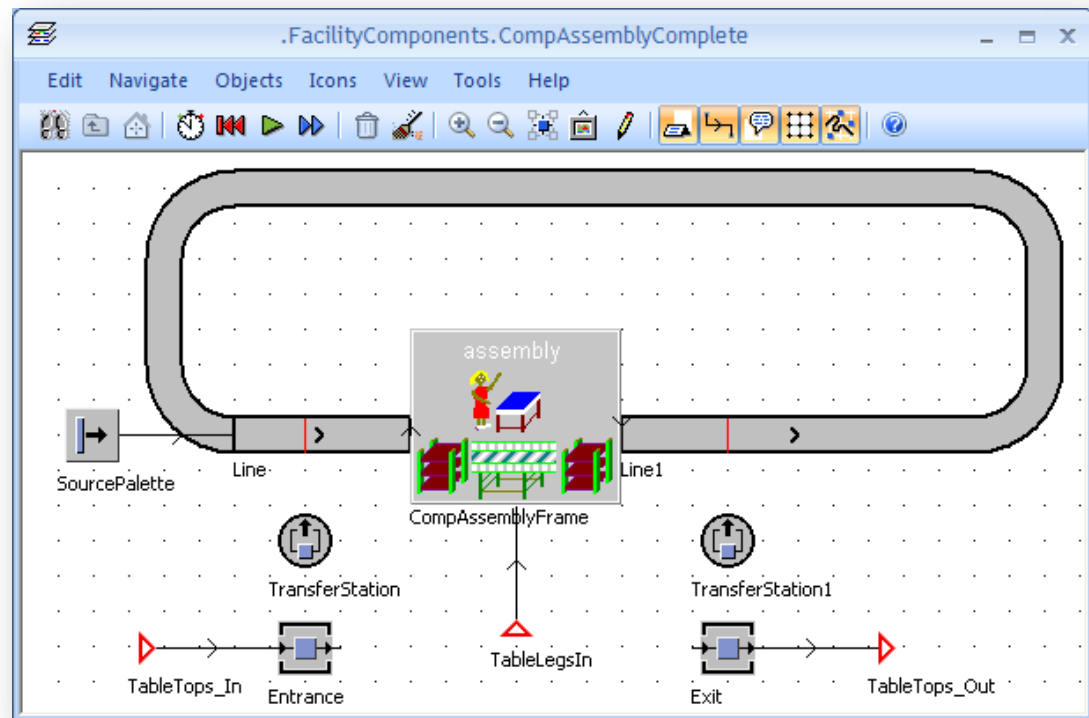 .FacilityComponents.CompAssemblyComplete
Edit Navigate Objects Icons View Tools Help
assembly
SourcePalette
Line
Line1
CompAssemblyFrame
TransferStation
TransferStation1
TableLegsIn
TableTops_In
Entrance
Exit
TableTops_Out